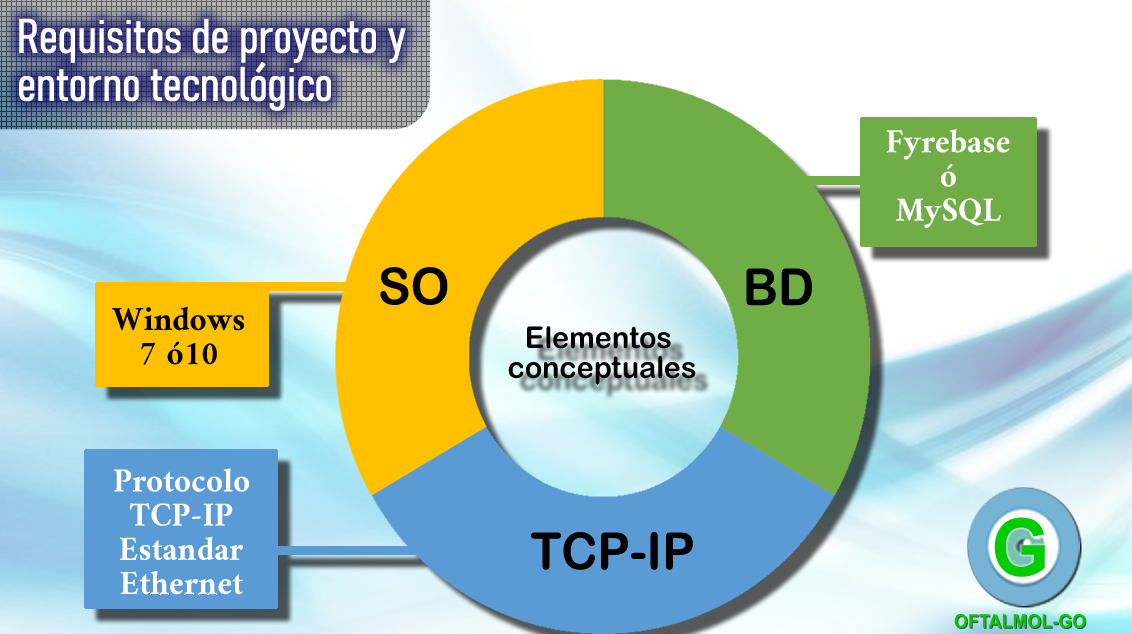 Requisitos de proyecto y
entorno tecnológico
Fyrebase
ó
MySQL
SO
BD
Windows
7 ó10
Elementos
conceptuales
Protocolo
TCP-IP
Estandar
Ethernet
TCP-IP
G
OFTALMOL-GO